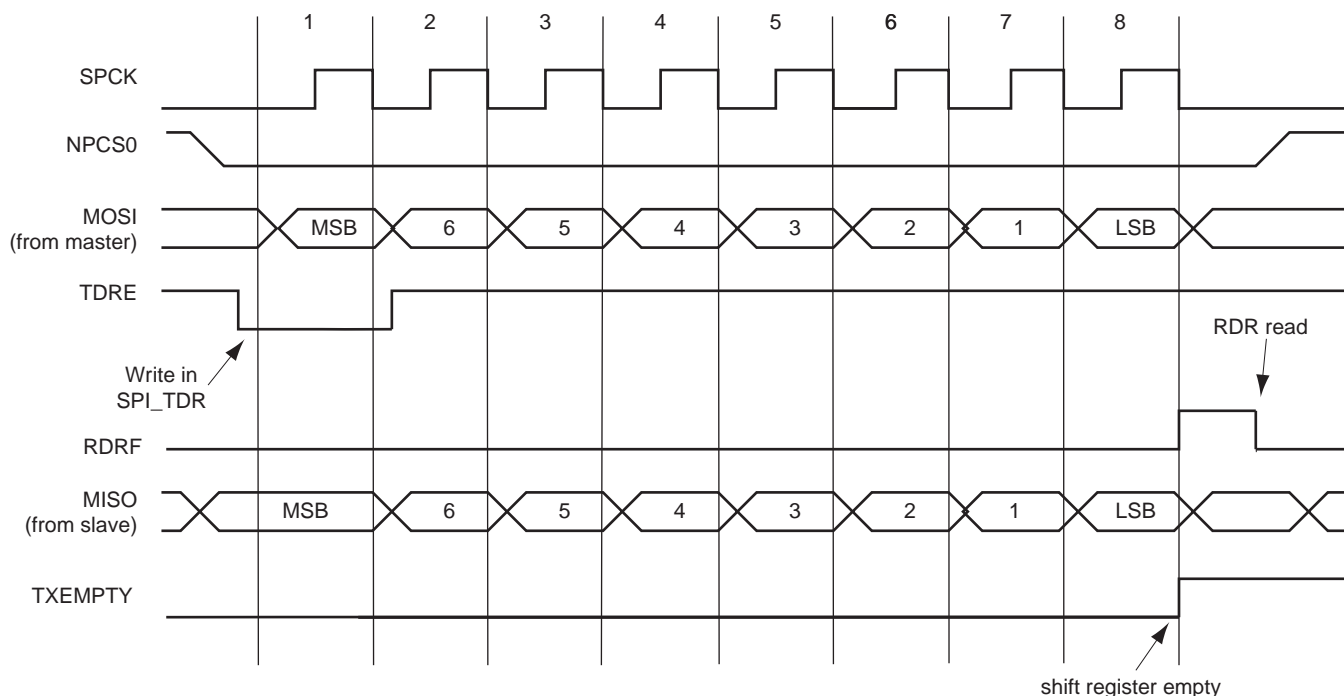 1 2 3 4 5 6 7 8
SPCK
NPCS0
MOSI
(from master)
MSB 6 5 4 3 2 1 LSB
TDRE
Write in
SPI_TDR
RDR read
RDRF
MISO
(from slave)
MSB 6 5 4 3 2 1 LSB
TXEMPTY
shift register empty